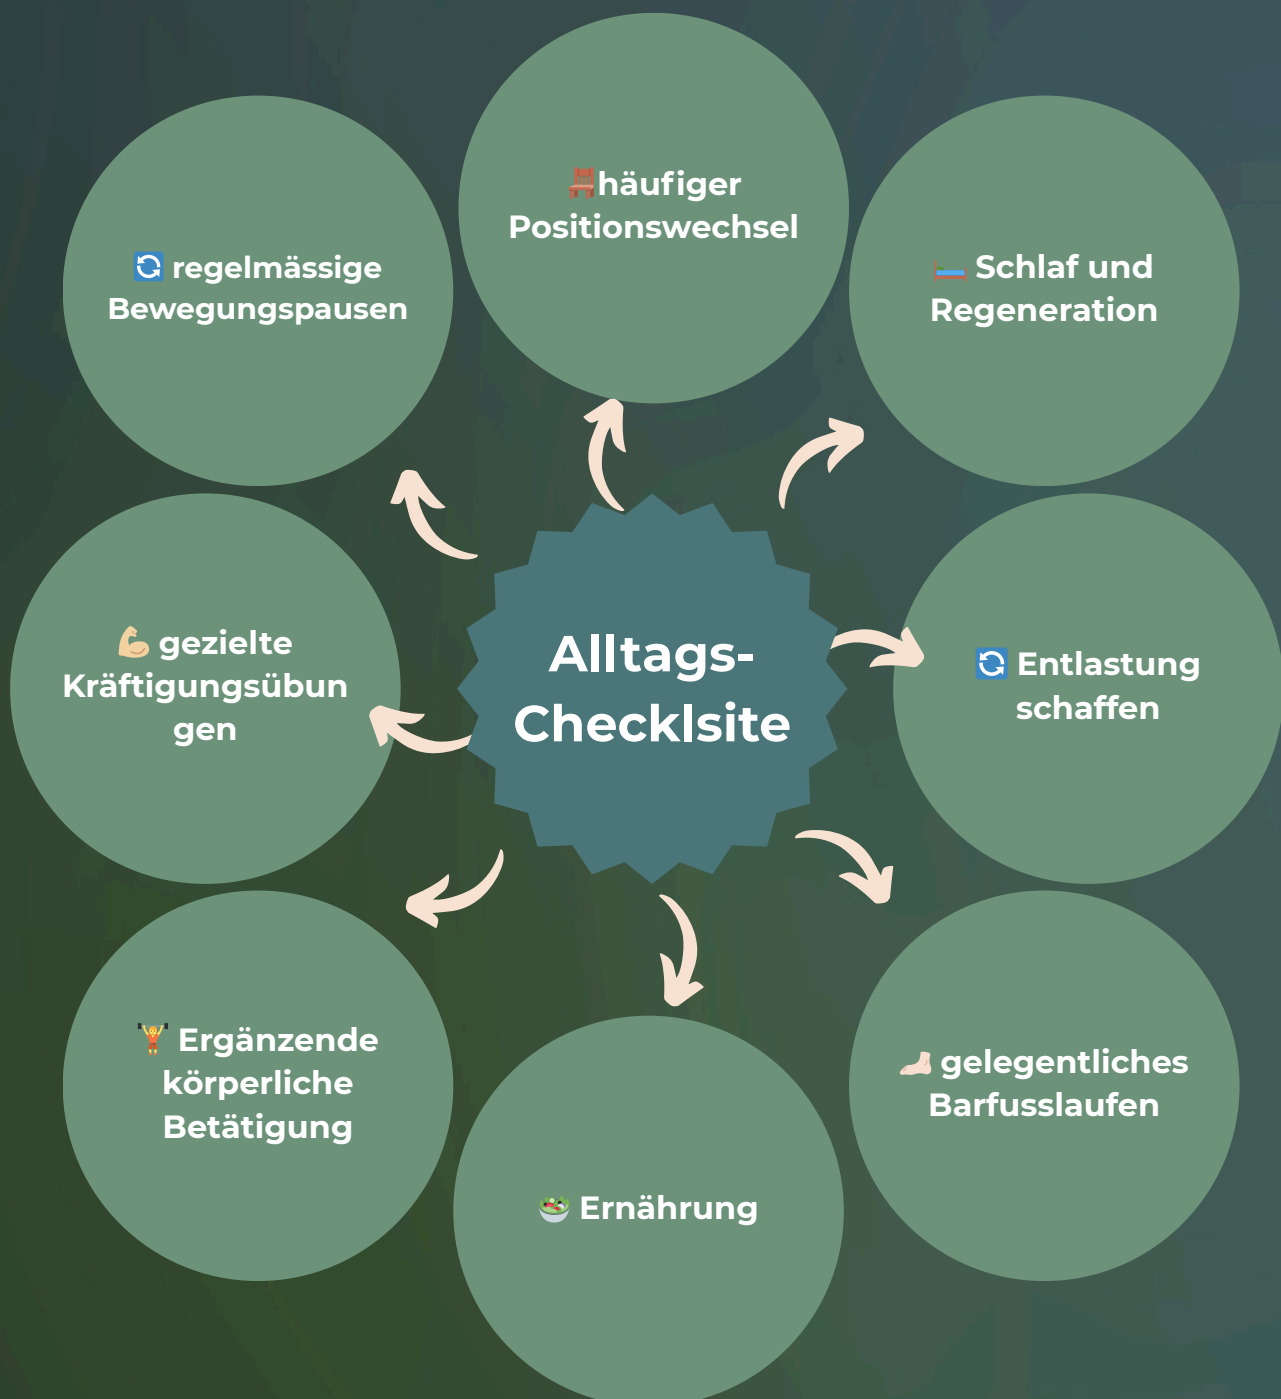 häufiger
Positionswechsel
regelmässige
Bewegungspausen
Schlaf und
Regeneration
gezielte
Kräftigungsübun
gen
Alltags-
Checklsite
Entlastung
schaffen
Ergänzende
körperliche
Betätigung
gelegentliches
Barfusslaufen
Ernährung